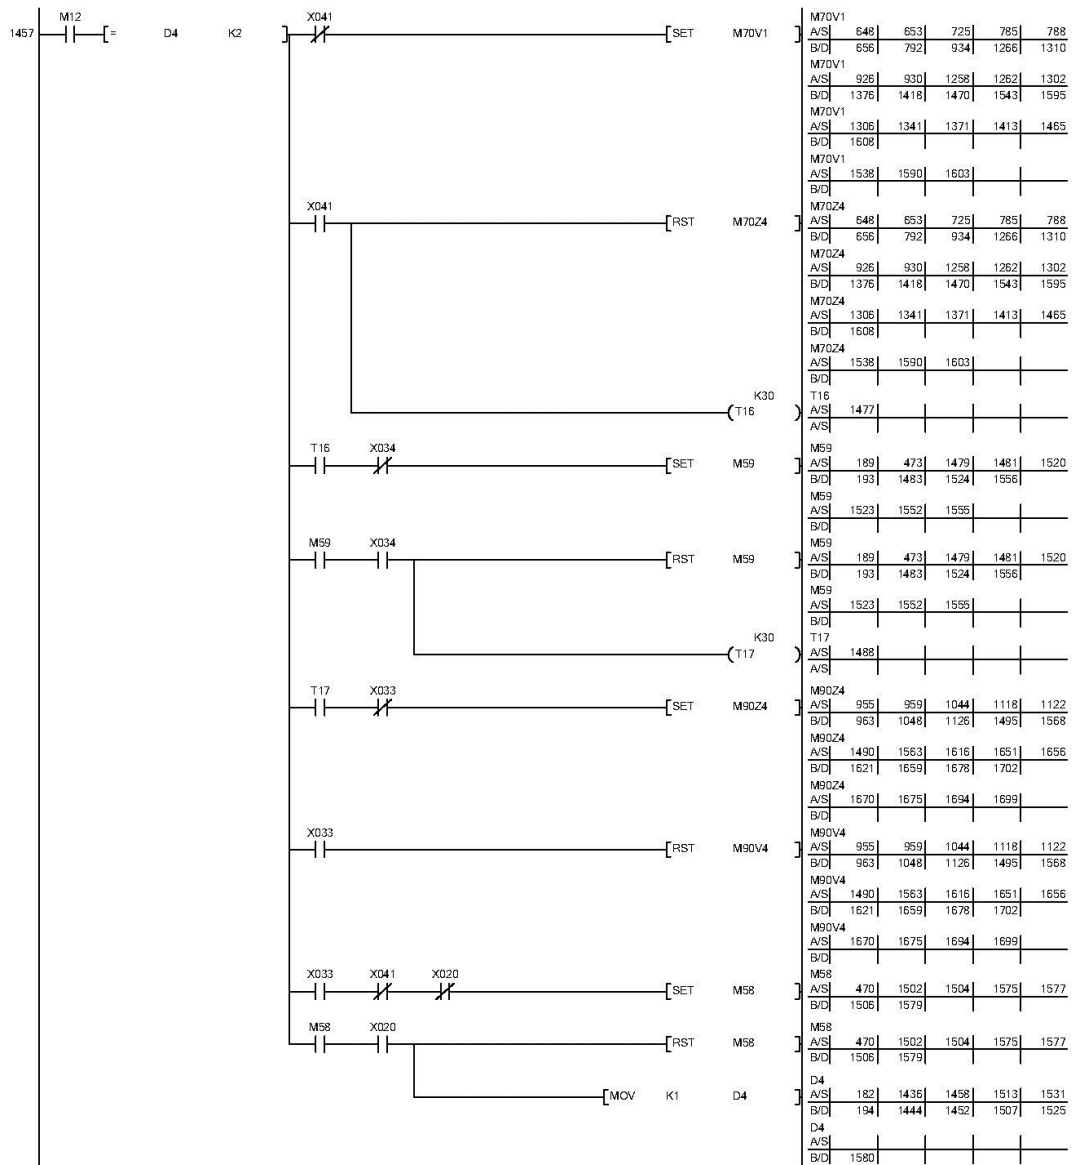 M12 X041 M70V1
1457 = D4 K2 SET M70V1 A/S 648 653 725 785 788
B/D 656 792 934 1266 1310
M70V1
A/S 926 930 1258 1262 1302
B/D 1376 1418 1470 1543 1595
M70V1
A/S 1306 1341 1371 1413 1465
B/D 1608
M70V1
A/S 1538 1590 1603
B/D
X041 M70Z4
RST M70Z4 A/S 648 653 725 785 788
B/D 656 792 934 1266 1310
M70Z4
A/S 926 930 1258 1262 1302
B/D 1376 1418 1470 1543 1595
M70Z4
A/S 1306 1341 1371 1413 1465
B/D 1608
M70Z4
A/S 1538 1590 1603
B/D
K30 T16
T16 A/S 1477
A/S
T16 X034 M59
SET M59 A/S 189 473 1479 1481 1520
B/D 193 1483 1524 1556
M59
A/S 1523 1552 1555
B/D
M59 X034 M59
RST M59 A/S 189 473 1479 1481 1520
B/D 193 1483 1524 1556
M59
A/S 1523 1552 1555
B/D
K30 T17
T17 A/S 1488
A/S
T17 X033 M90Z4
SET M90Z4 A/S 955 959 1044 1118 1122
B/D 963 1048 1126 1495 1568
M90Z4
A/S 1490 1563 1616 1651 1656
B/D 1621 1659 1678 1702
M90Z4
A/S 1670 1675 1694 1699
B/D
X033 M90V4
RST M90V4 A/S 955 959 1044 1118 1122
B/D 963 1048 1126 1495 1568
M90V4
A/S 1490 1563 1616 1651 1656
B/D 1621 1659 1678 1702
M90V4
A/S 1670 1675 1694 1699
B/D
X033 X041 X020 M58
SET M58 A/S 470 1502 1504 1575 1577
B/D 1506 1579
M58 X020 M58
RST M58 A/S 470 1502 1504 1575 1577
B/D 1506 1579
D4
MOV K1 D4 A/S 182 1436 1458 1513 1531
B/D 194 1444 1452 1507 1525
D4
A/S
B/D 1580